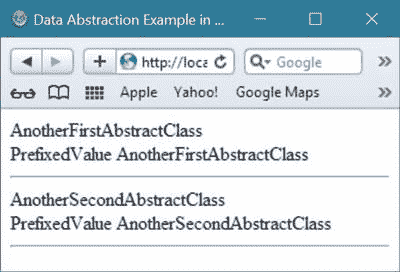 Data Abstraction Example in ...
http://loca
Google
Apple Yahoo! Google Maps
AnotherFirstAbstractClass
PrefixedValue AnotherFirstAbstractClass
AnotherSecondAbstractClass
PrefixedValue AnotherSecondAbstractClass